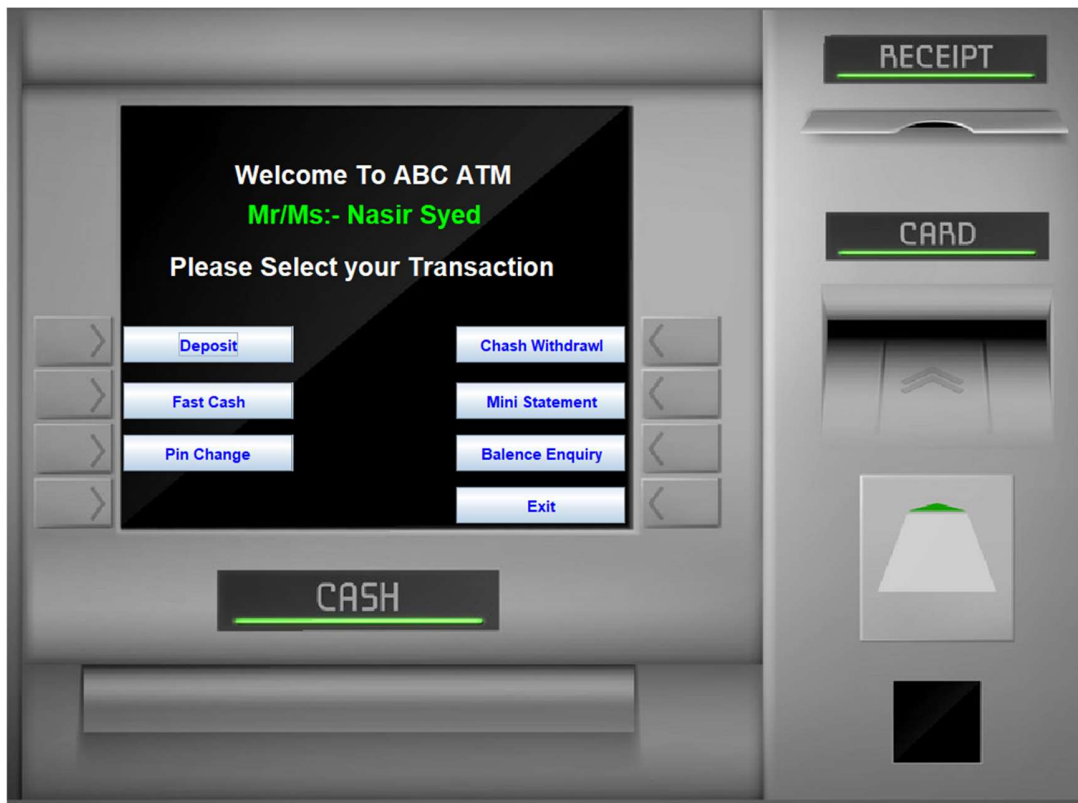 RECEIPT
Welcome To ABC ATM
Mr/Ms:- Nasir Syed
CARD
Please Select your Transaction
Deposit
Chash Withdrawl
Fast Cash
Mini Statement
Pin Change
Balence Enquiry
Exit
CASH